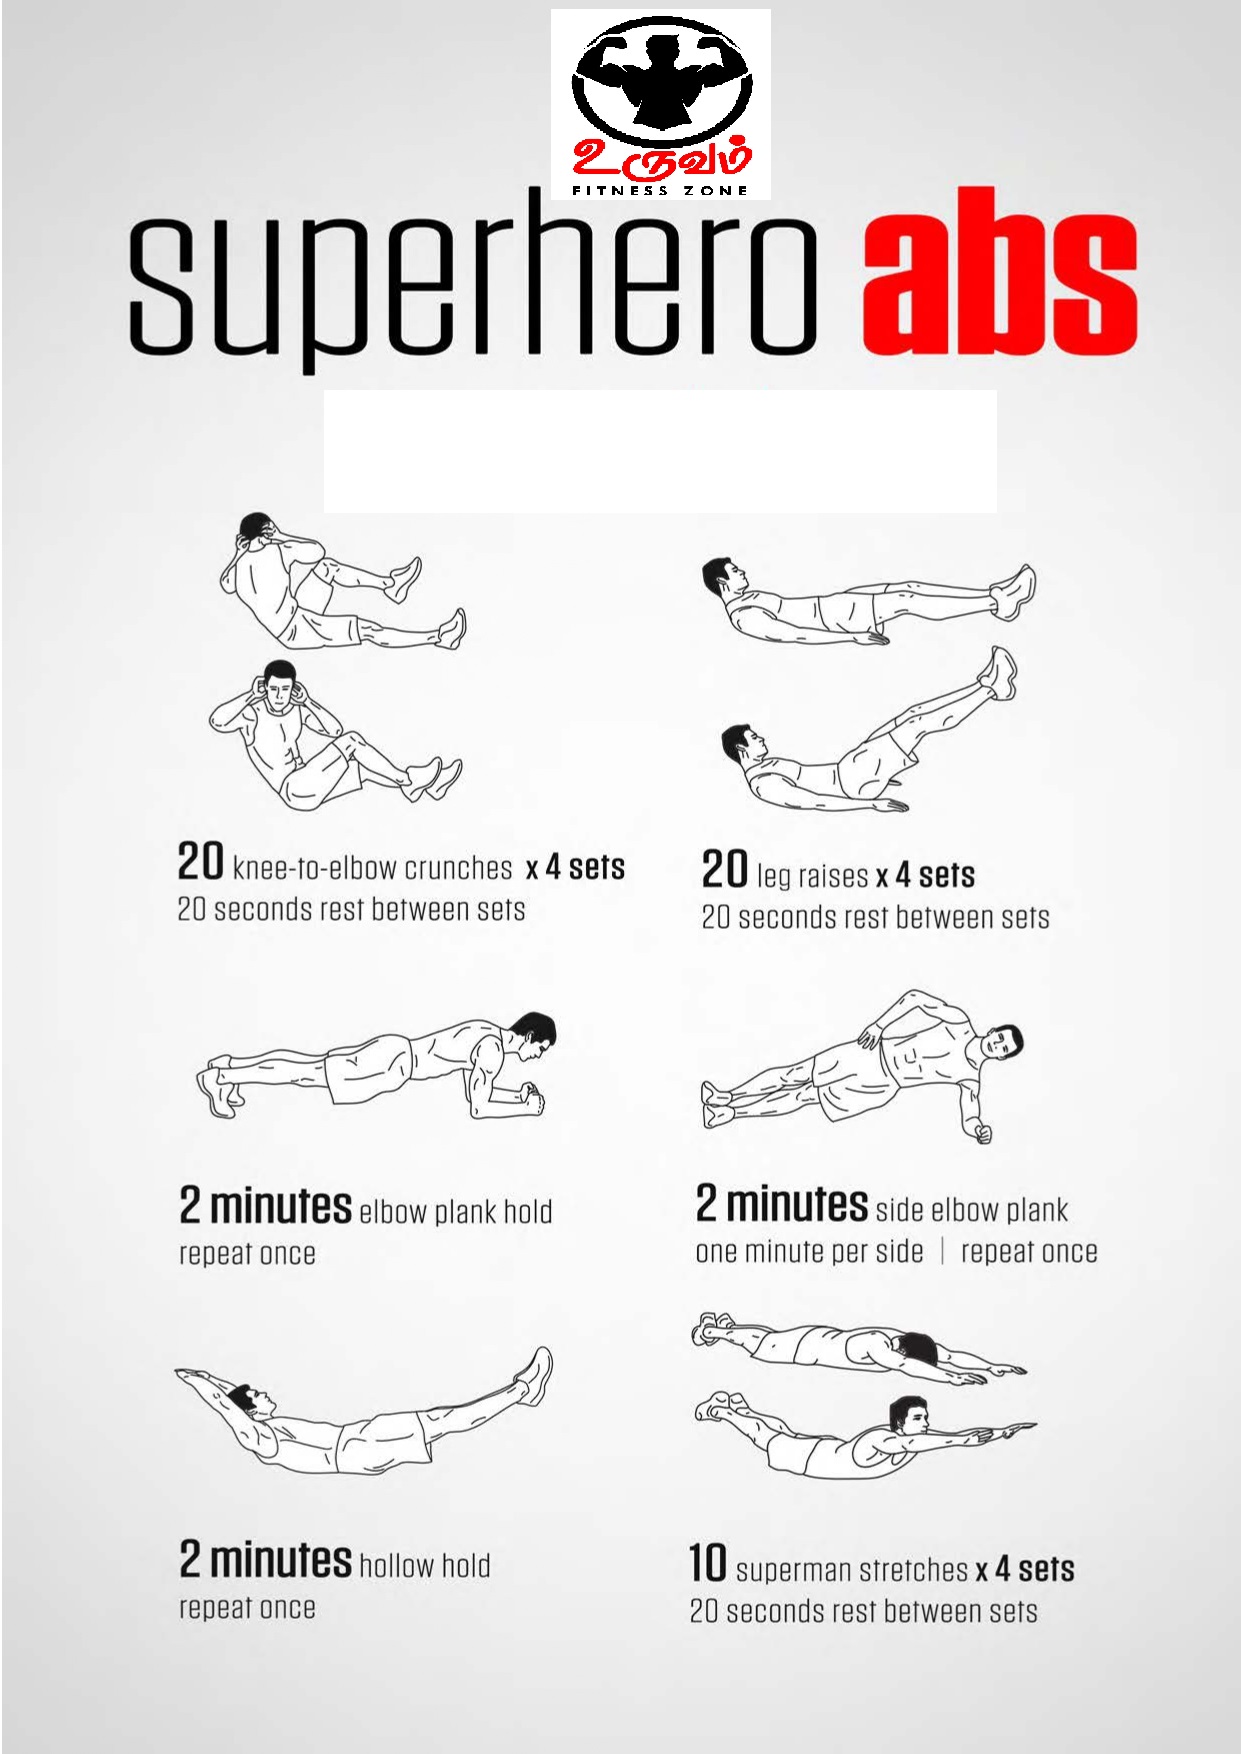 உருவம்
FITNESS ZONE
superhero abs
20 knee-to-elbow crunches x 4 sets
20 seconds rest between sets
20 leg raises x 4 sets
20 seconds rest between sets
2 minutes elbow plank hold
repeat once
2 minutes side elbow plank
one minute per side | repeat once
2 minutes hollow hold
repeat once
10 superman stretches x 4 sets
20 seconds rest between sets